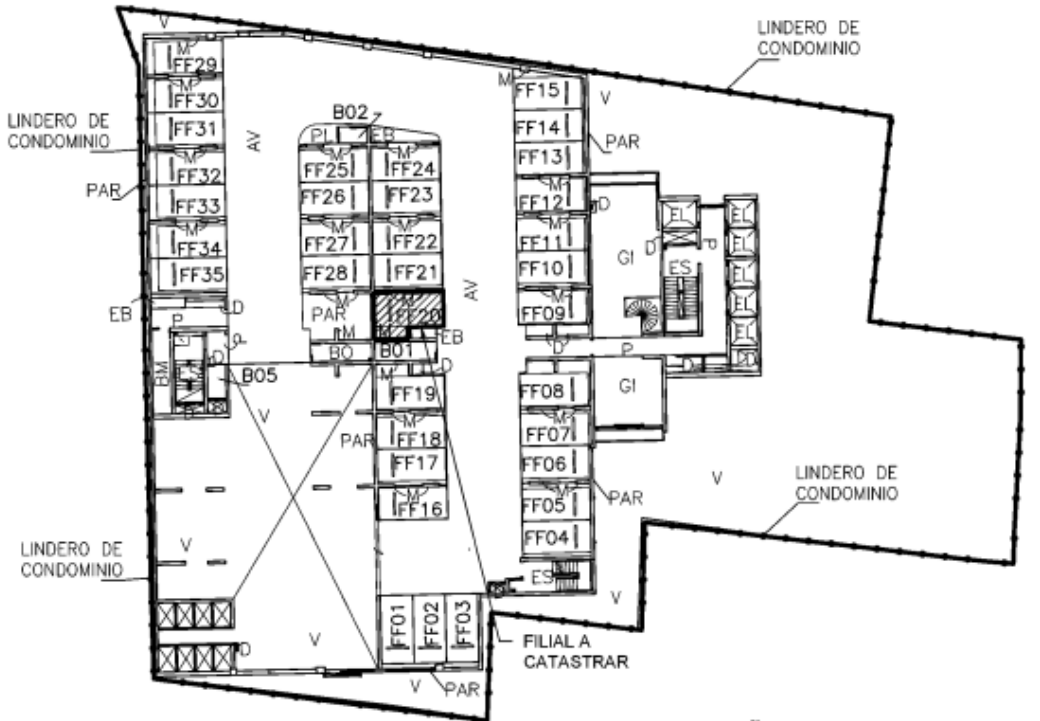 V
LINDERO DE
CONDOMINIO
M
FF29
M
FF30
FF31
M
FF32
FF33
M
FF34
FF35
LINDERO DE
CONDOMINIO
PAR
AV
B02
PL
EB
M
FF25
FF26
M
FF27
FF28
M
PAR
M
BO
M
FF24
FF23
M
FF22
FF21
M
FF20
M
EB
B01
D
AV
M
FF15
FF14
FF13
M
FF12
M
FF11
FF10
M
FF09
V
PAR
D
GI
EL
EL
D
P
EL
ES
EL
EL
EL
D
P
D
GI
EB
D
P
P
BM
D
B05
D
V
M
FF19
M
FF18
FF17
M
FF16
PAR
FF08
M
FF07
FF06
M
FF05
FF04
PAR
V
LINDERO DE
CONDOMINIO
LINDERO DE
CONDOMINIO
V
V
D
V
ES
V
FF01
FF02
FF03
FILIAL A
CATASTRAR
V
PAR